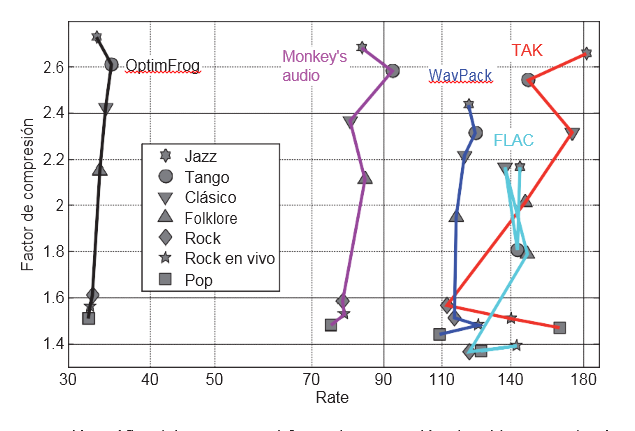 OptimFrog
Monkey's
audio
WavPack
TAK
FLAC
Jazz
Tango
Clásico
Folklore
Rock
Rock en vivo
Pop
Factor de compresión
2.6
2.4
2.2
2
1.8
1.6
1.4
30 40 50 70 90 110 140 180
Rate